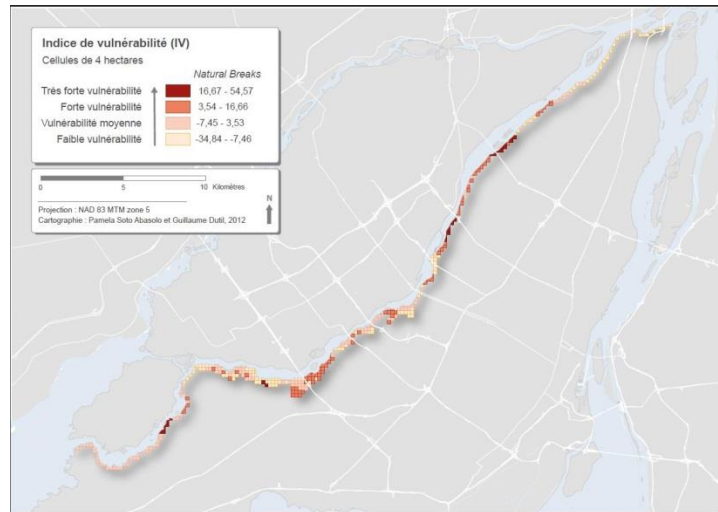 Indice de vulnérabilité (IV)
Cellules de 4 hectares
Natural Breaks
Très forte vulnérabilité 16,67 - 54,57
Forte vulnérabilité 3,54 - 16,66
Vulnérabilité moyenne -7,45 - 3,53
Faible vulnérabilité -34,84 - -7,46
0 5 10 Kilomètres
N
Projection : NAD 83 MTM zone 5
Cartographie : Pamela Soto Abasolo et Guillaume Dutil, 2012